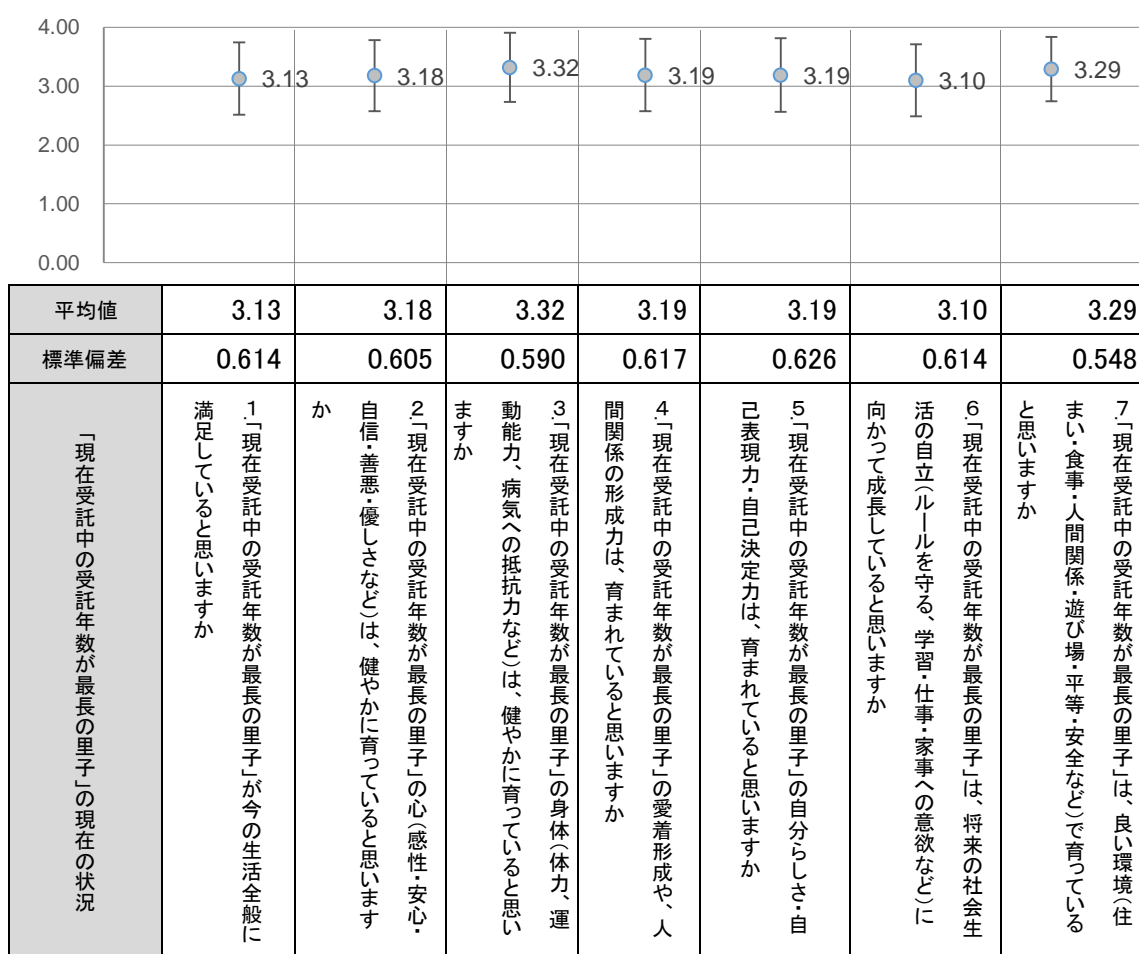 4.00
3.00
2.00
1.00
0.00
3.13
3.18
3.32
3.19
3.19
3.10
3.29
平均値 3.13 3.18 3.32 3.19 3.19 3.10 3.29
標準偏差 0.614 0.605 0.590 0.617 0.626 0.614 0.548
「現在受託中の受託年数が最長の里子」の現在の状況
1.「現在受託中の受託年数が最長の里子」が今の生活全般に
満足していると思いますか
2.「現在受託中の受託年数が最長の里子」の心(感性・安心・
自信・善悪・優しさなど)は、健やかに育っていると思います
か
3.「現在受託中の受託年数が最長の里子」の身体(体力、運
動能力、病気への抵抗力など)は、健やかに育っていると思い
ますか
4.「現在受託中の受託年数が最長の里子」の愛着形成や、人
間関係の形成力は、育まれていると思いますか
5.「現在受託中の受託年数が最長の里子」の自分らしさ・自
己表現力・自己決定力は、育まれていると思いますか
6.「現在受託中の受託年数が最長の里子」は、将来の社会生
活の自立(ルールを守る、学習・仕事・家事への意欲など)に
向かって成長していると思いますか
7.「現在受託中の受託年数が最長の里子」は、良い環境(住
まい・食事・人間関係・遊び場・平等・安全など)で育っている
と思いますか